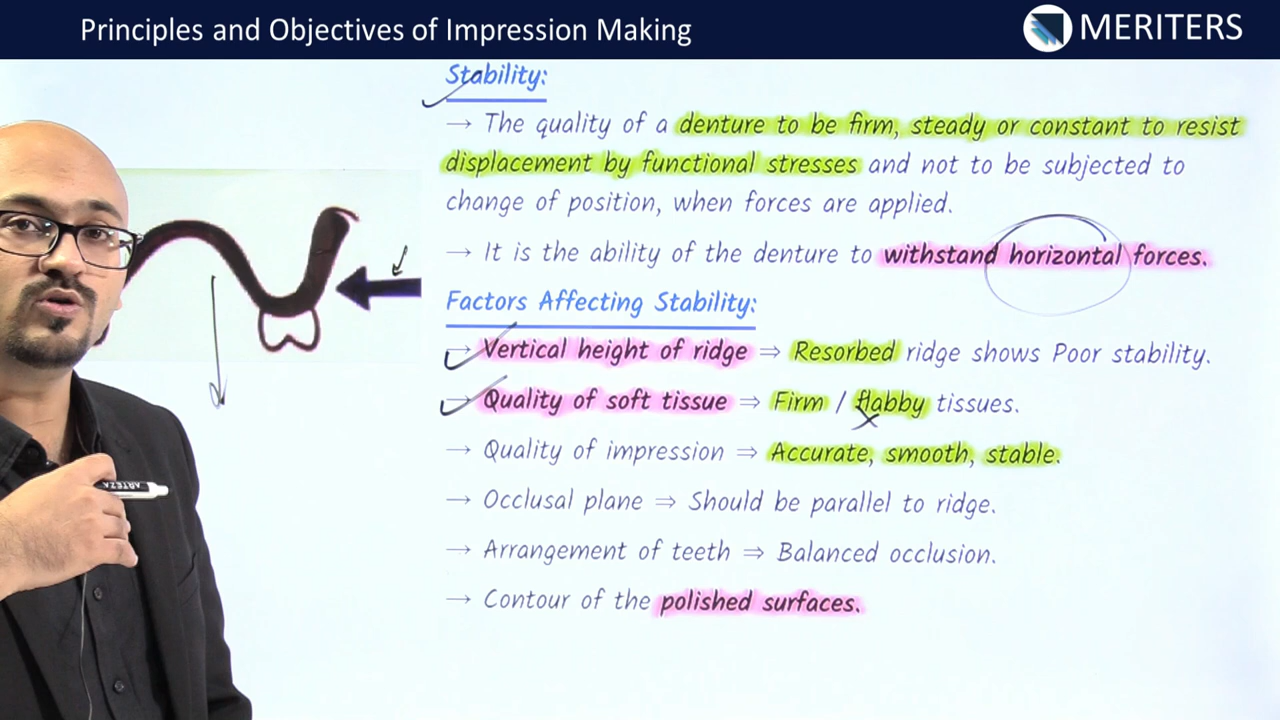 Principles and Objectives of Impression Making
MERITERS
Stability:
→ The quality of a denture to be firm, steady or constant to resist
displacement by functional stresses and not to be subjected to
change of position, when forces are applied.
→ It is the ability of the denture to withstand horizontal forces.
Factors Affecting Stability:
→ Vertical height of ridge ⇒ Resorbed ridge shows Poor stability.
→ Quality of soft tissue ⇒ Firm / flabby tissues.
→ Quality of impression ⇒ Accurate, smooth, stable.
→ Occlusal plane ⇒ Should be parallel to ridge.
→ Arrangement of teeth ⇒ Balanced occlusion.
→ Contour of the polished surfaces.
ARTEZA